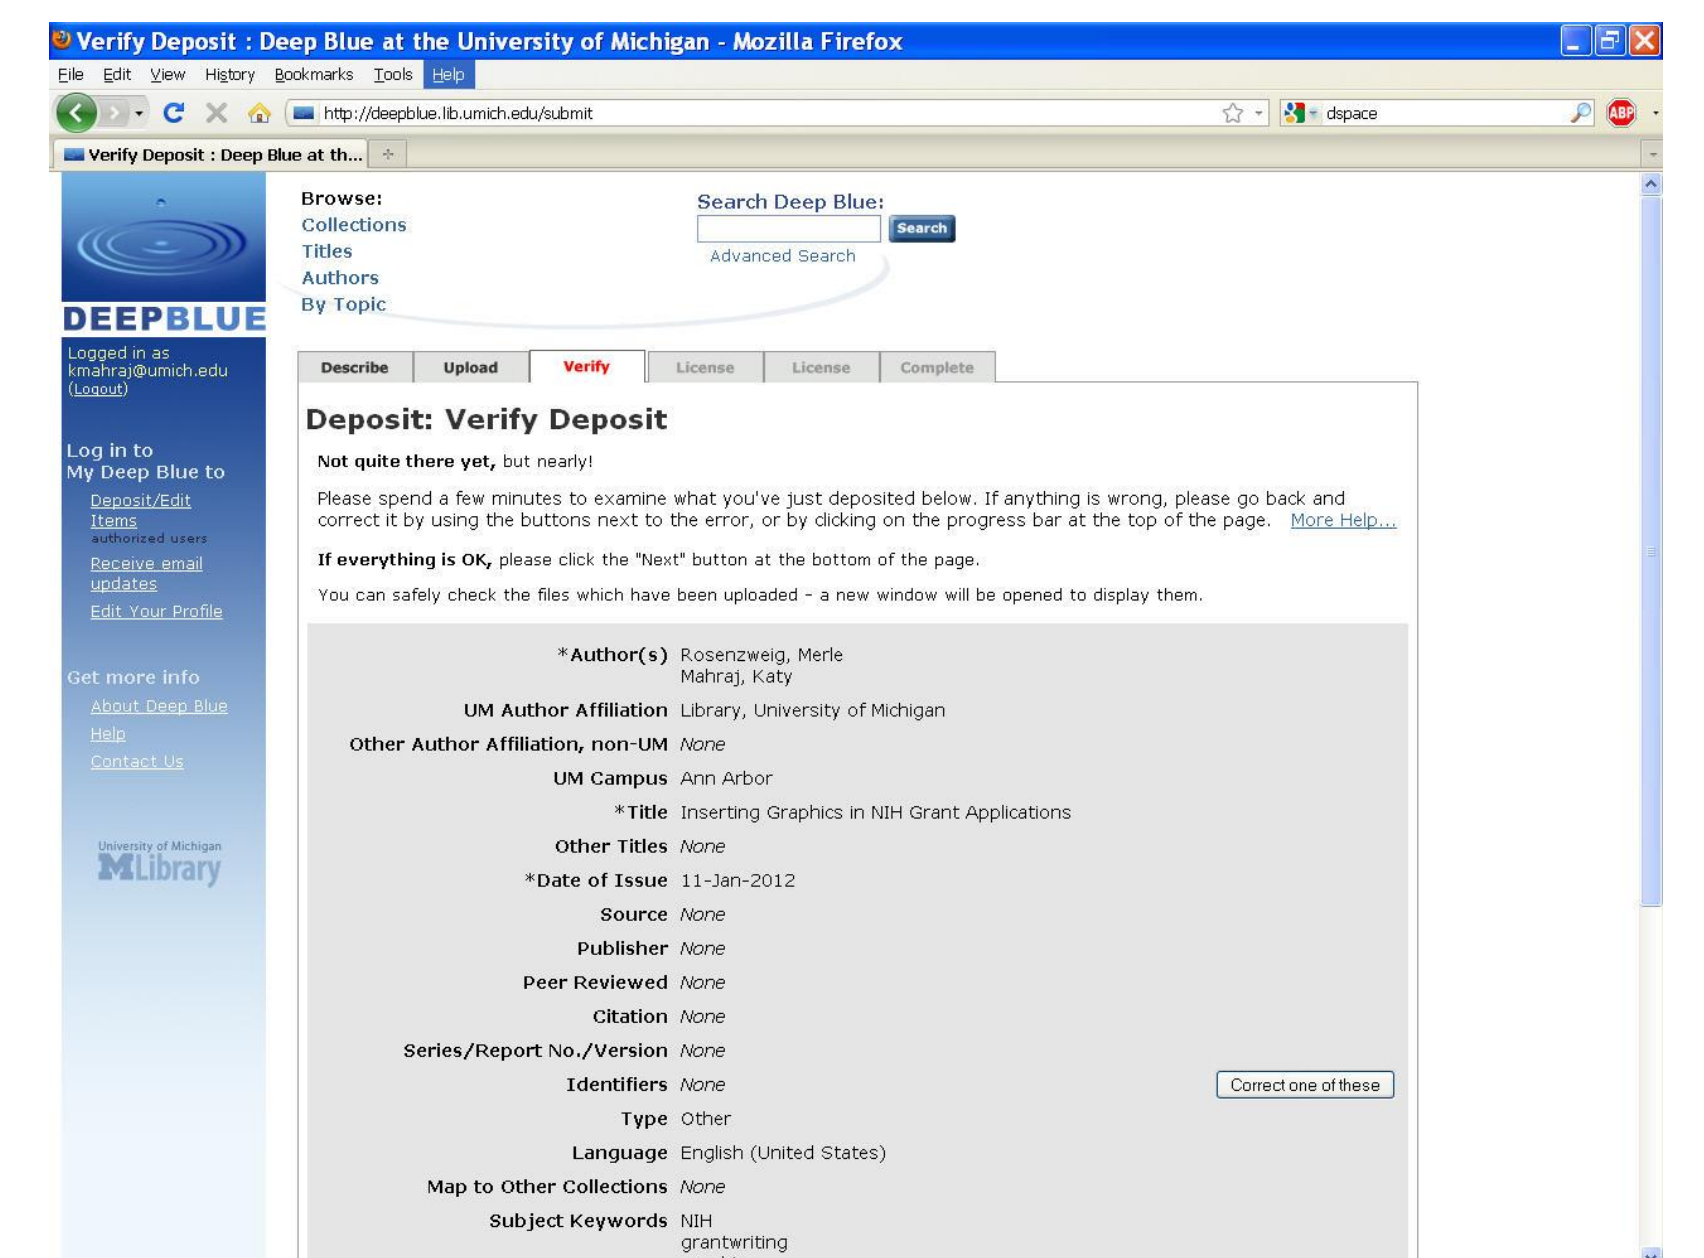 Verify Deposit : Deep Blue at the University of Michigan - Mozilla Firefox
File Edit View History Bookmarks Tools Help
http://deepblue.lib.umich.edu/submit
dspace
ABP
Verify Deposit : Deep Blue at th...
DEEPBLUE
Logged in as
kmahraj@umich.edu
(Logout)
Log in to
My Deep Blue to
Deposit/Edit
Items
authorized users
Receive email
updates
Edit Your Profile
Get more info
About Deep Blue
Help
Contact Us
University of Michigan
MLibrary
Browse:
Collections
Titles
Authors
By Topic
Search Deep Blue:
Search
Advanced Search
Describe Upload Verify License License Complete
Deposit: Verify Deposit
Not quite there yet, but nearly!
Please spend a few minutes to examine what you've just deposited below. If anything is wrong, please go back and
correct it by using the buttons next to the error, or by clicking on the progress bar at the top of the page. More Help...
If everything is OK, please click the "Next" button at the bottom of the page.
You can safely check the files which have been uploaded - a new window will be opened to display them.
*Author(s) Rosenzweig, Merle
Mahraj, Katy
UM Author Affiliation Library, University of Michigan
Other Author Affiliation, non-UM None
UM Campus Ann Arbor
*Title Inserting Graphics in NIH Grant Applications
Other Titles None
*Date of Issue 11-Jan-2012
Source None
Publisher None
Peer Reviewed None
Citation None
Series/Report No./Version None
Identifiers None
Correct one of these
Type Other
Language English (United States)
Map to Other Collections None
Subject Keywords NIH
grantwriting